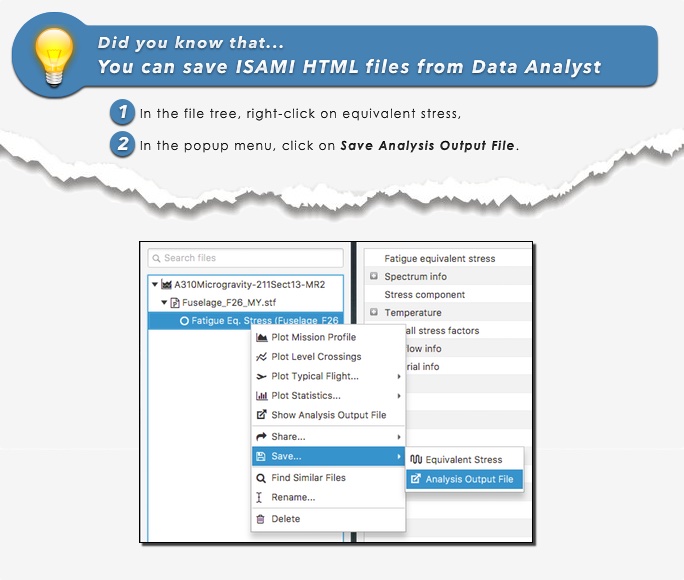 Did you know that...
You can save ISAMI HTML files from Data Analyst
1 In the file tree, right-click on equivalent stress,
2 In the popup menu, click on Save Analysis Output File.
Search files
A310Microgravity-211Sect13-MR2
Fuselage_F26_MY.stf
Fatigue Eq. Stress (Fuselage_F26
Plot Mission Profile
Plot Level Crossings
Plot Typical Flight...
Plot Statistics...
Show Analysis Output File
Share...
Save...
Find Similar Files
Rename...
Delete
Equivalent Stress
Analysis Output File
Fatigue equivalent stress
Spectrum info
Stress component
Temperature
all stress factors
low info
rial info